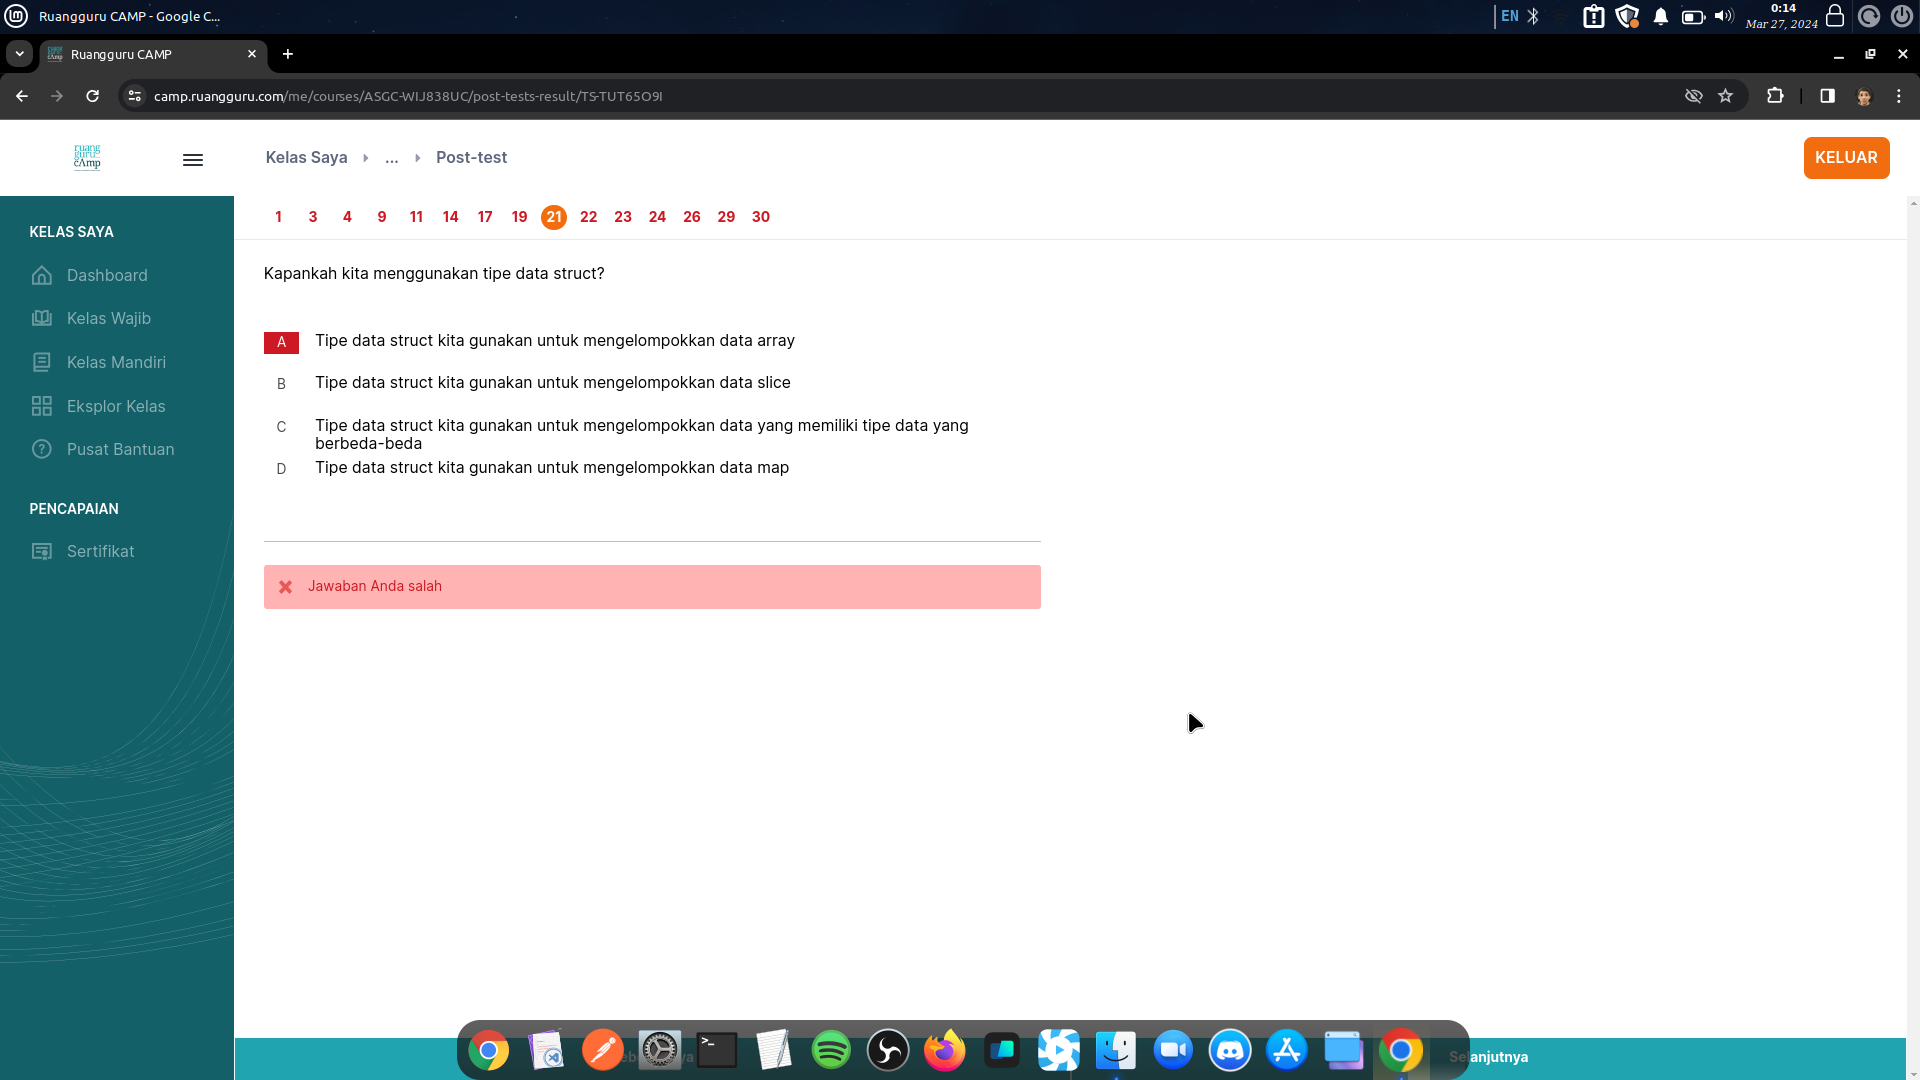 Ruangguru CAMP - Google C...
EN
0:14
Mar 27, 2024
Ruangguru CAMP
camp.ruangguru.com/me/courses/ASGC-WIJ838UC/post-tests-result/TS-TUT65O9I
ruang
guru
cAmp
Kelas Saya
...
Post-test
KELUAR
1 3 4 9 11 14 17 19 21 22 23 24 26 29 30
KELAS SAYA
Dashboard
Kelas Wajib
Kelas Mandiri
Eksplor Kelas
Pusat Bantuan
PENCAPAIAN
Sertifikat
Kapankah kita menggunakan tipe data struct?
A Tipe data struct kita gunakan untuk mengelompokkan data array
B Tipe data struct kita gunakan untuk mengelompokkan data slice
C Tipe data struct kita gunakan untuk mengelompokkan data yang memiliki tipe data yang
berbeda-beda
D Tipe data struct kita gunakan untuk mengelompokkan data map
Jawaban Anda salah
Selanjutnya